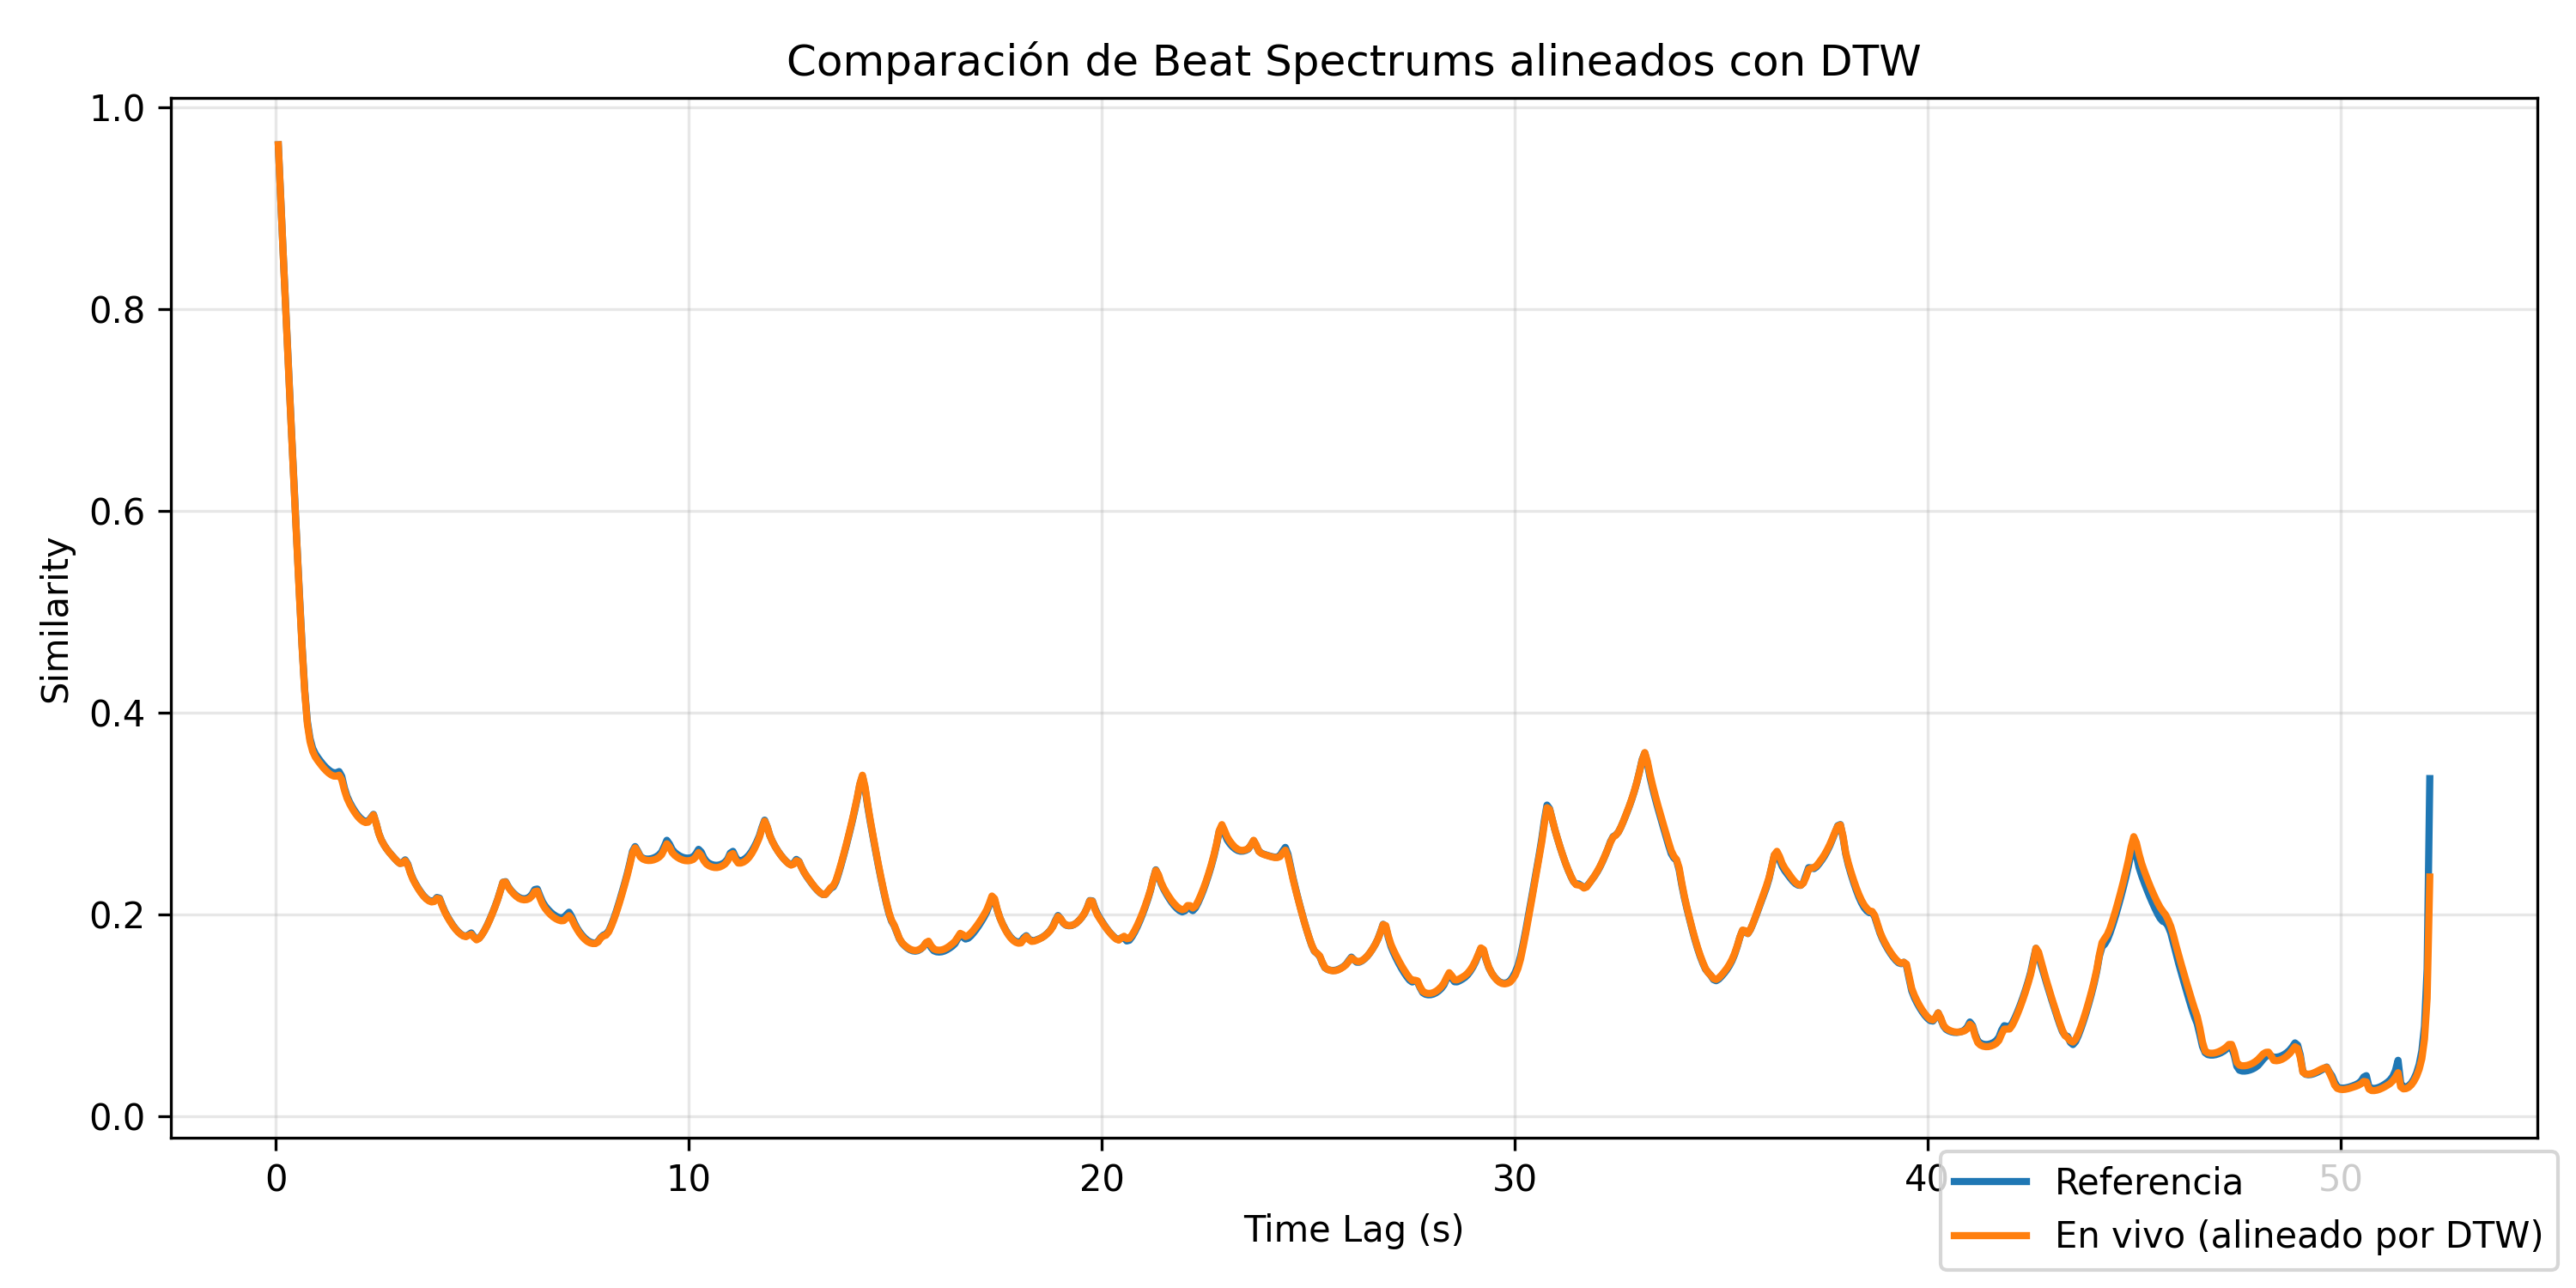 Comparación de Beat Spectrums alineados con DTW
1.0
0.8
0.6
0.4
0.2
0.0
Similarity
0 10 20 30 40 50
Time Lag (s)
Referencia
En vivo (alineado por DTW)